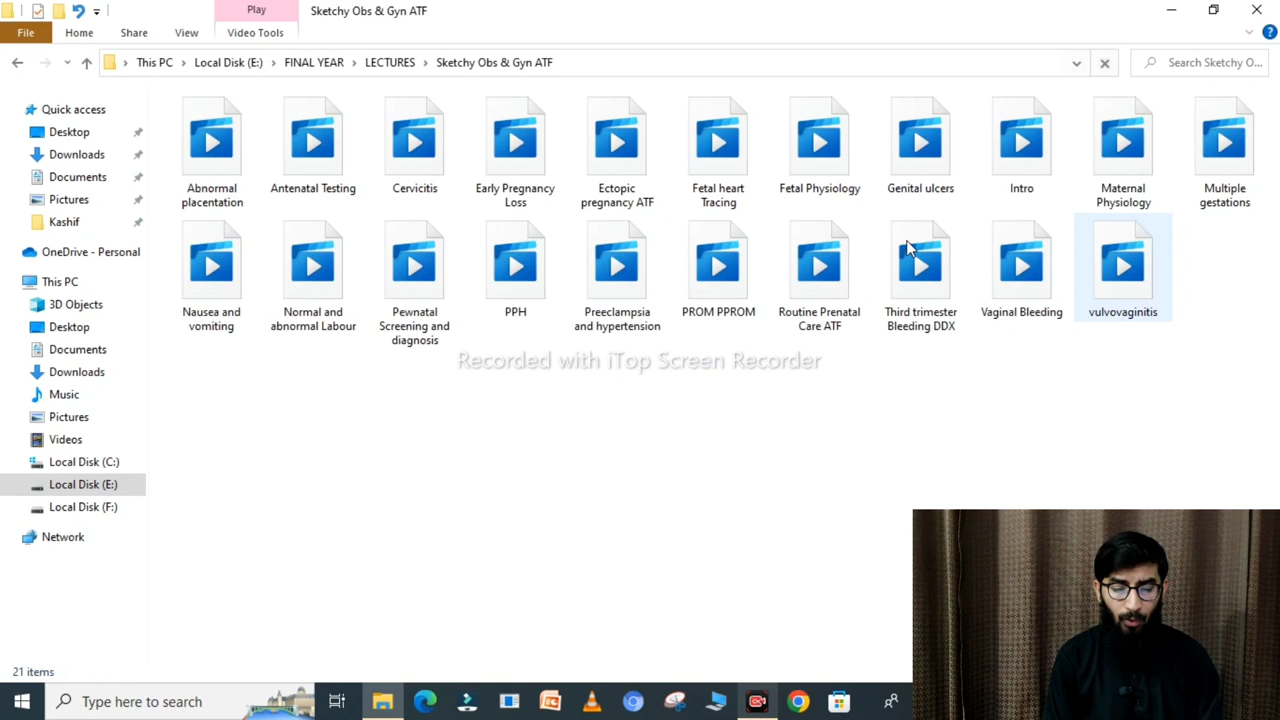 Play
Sketchy Obs & Gyn ATF
File
Home
Share
View
Video Tools
This PC
Local Disk (E:)
FINAL YEAR
LECTURES
Sketchy Obs & Gyn ATF
Search Sketchy O...
Quick access
Desktop
Downloads
Documents
Pictures
Kashif
OneDrive - Personal
This PC
3D Objects
Desktop
Documents
Downloads
Music
Pictures
Videos
Local Disk (C:)
Local Disk (E:)
Local Disk (F:)
Network
Abnormal
placentation
Antenatal Testing
Cervicitis
Early Pregnancy
Loss
Ectopic
pregnancy ATF
Fetal heart
Tracing
Fetal Physiology
Genital ulcers
Intro
Maternal
Physiology
Multiple
gestations
Nausea and
vomiting
Normal and
abnormal Labour
Pewnatal
Screening and
diagnosis
PPH
Preeclampsia
and hypertension
PROM PPROM
Routine Prenatal
Care ATF
Third trimester
Bleeding DDX
Vaginal Bleeding
vulvovaginitis
Recorded with iTop Screen Recorder
21 items
Type here to search